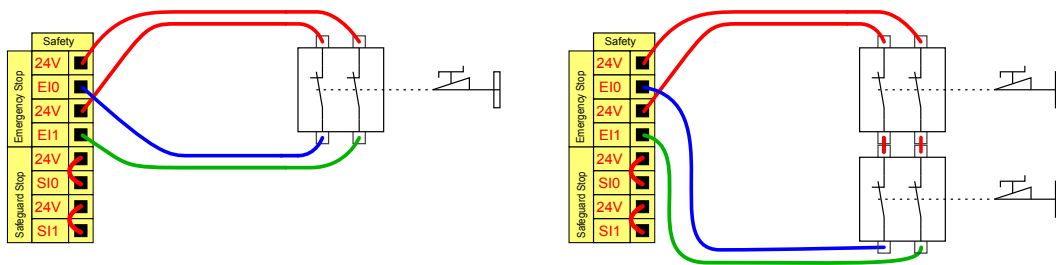 Safety
Emergency Stop
24V
EI0
24V
EI1
Safeguard Stop
24V
SI0
24V
SI1
Safety
Emergency Stop
24V
EI0
24V
EI1
Safeguard Stop
24V
SI0
24V
SI1